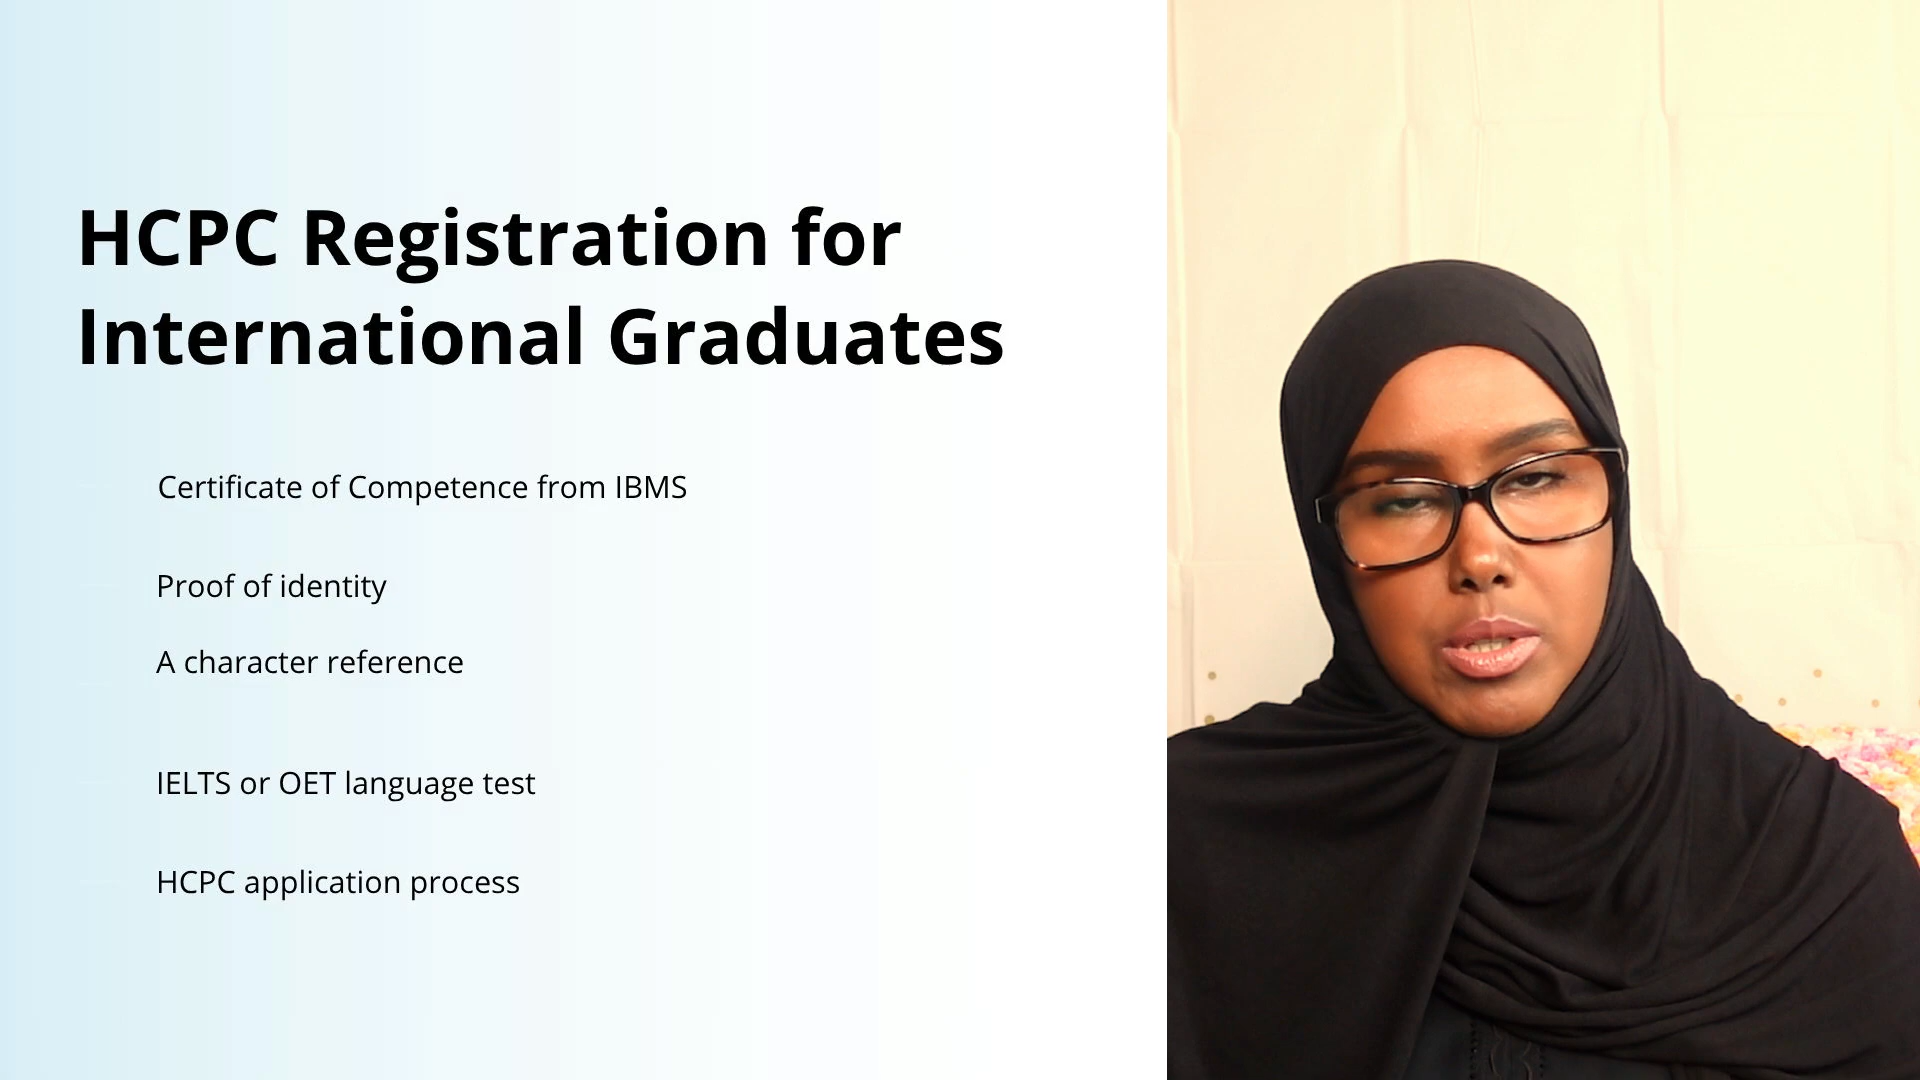 HCPC Registration for
International Graduates
Certificate of Competence from IBMS
Proof of identity
A character reference
IELTS or OET language test
HCPC application process